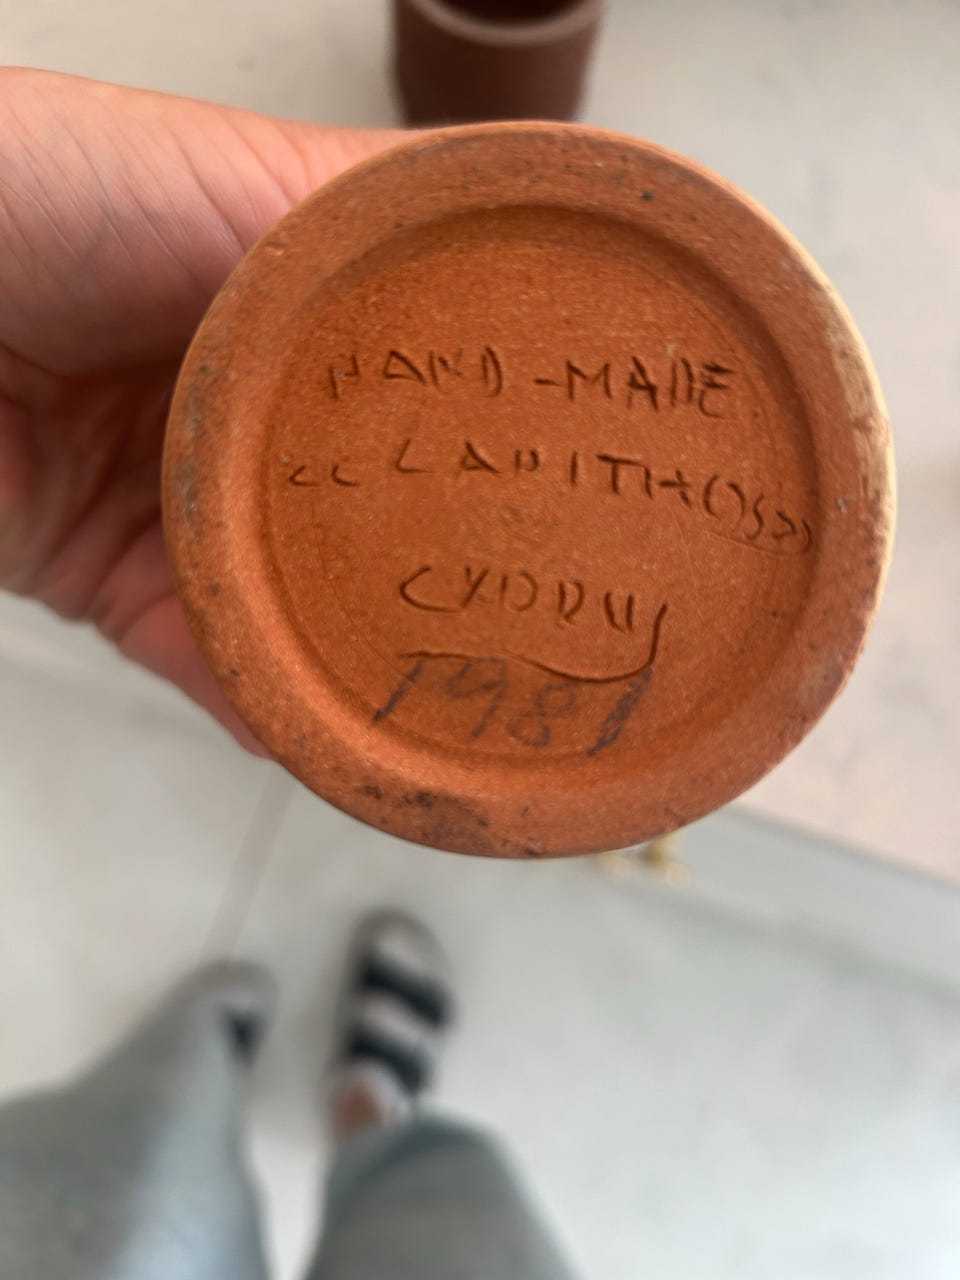 HAND-MADE
<< LAPITHOS >>
CYPRUS
1981